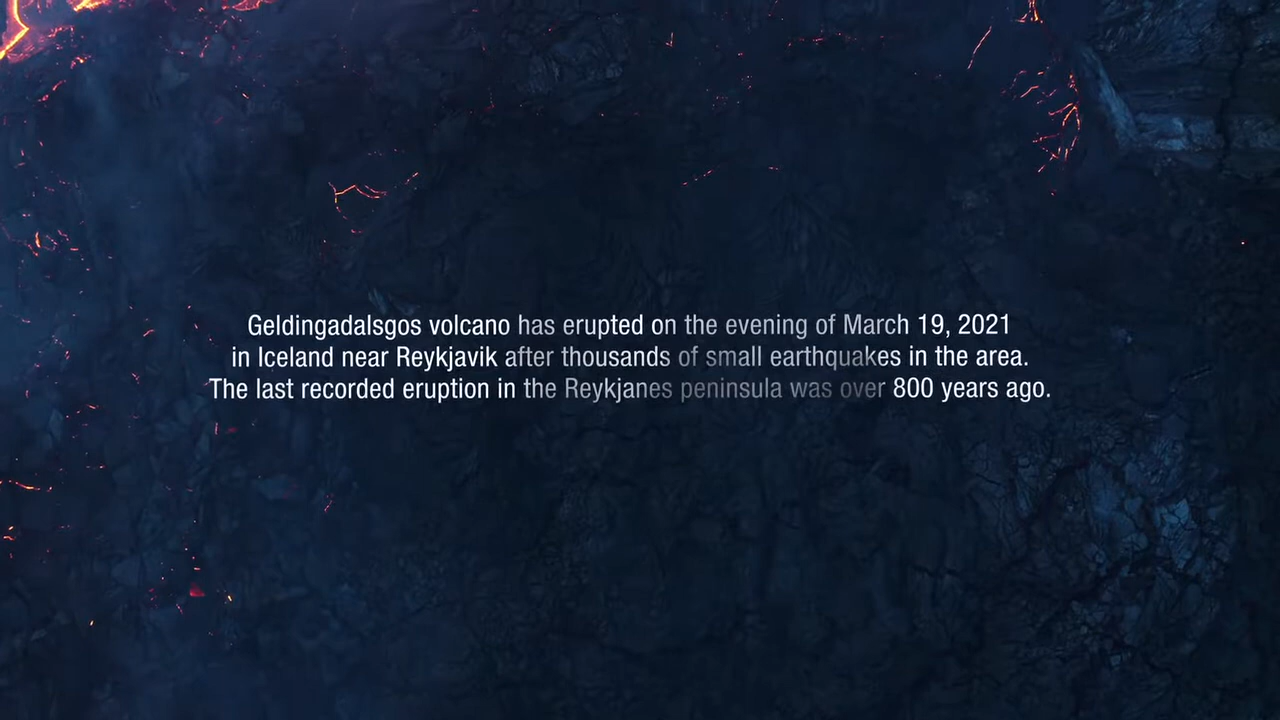 Geldingadalsgos volcano has erupted on the evening of March 19, 2021
in Iceland near Reykjavik after thousands of small earthquakes in the area.
The last recorded eruption in the Reykjanes peninsula was over 800 years ago.